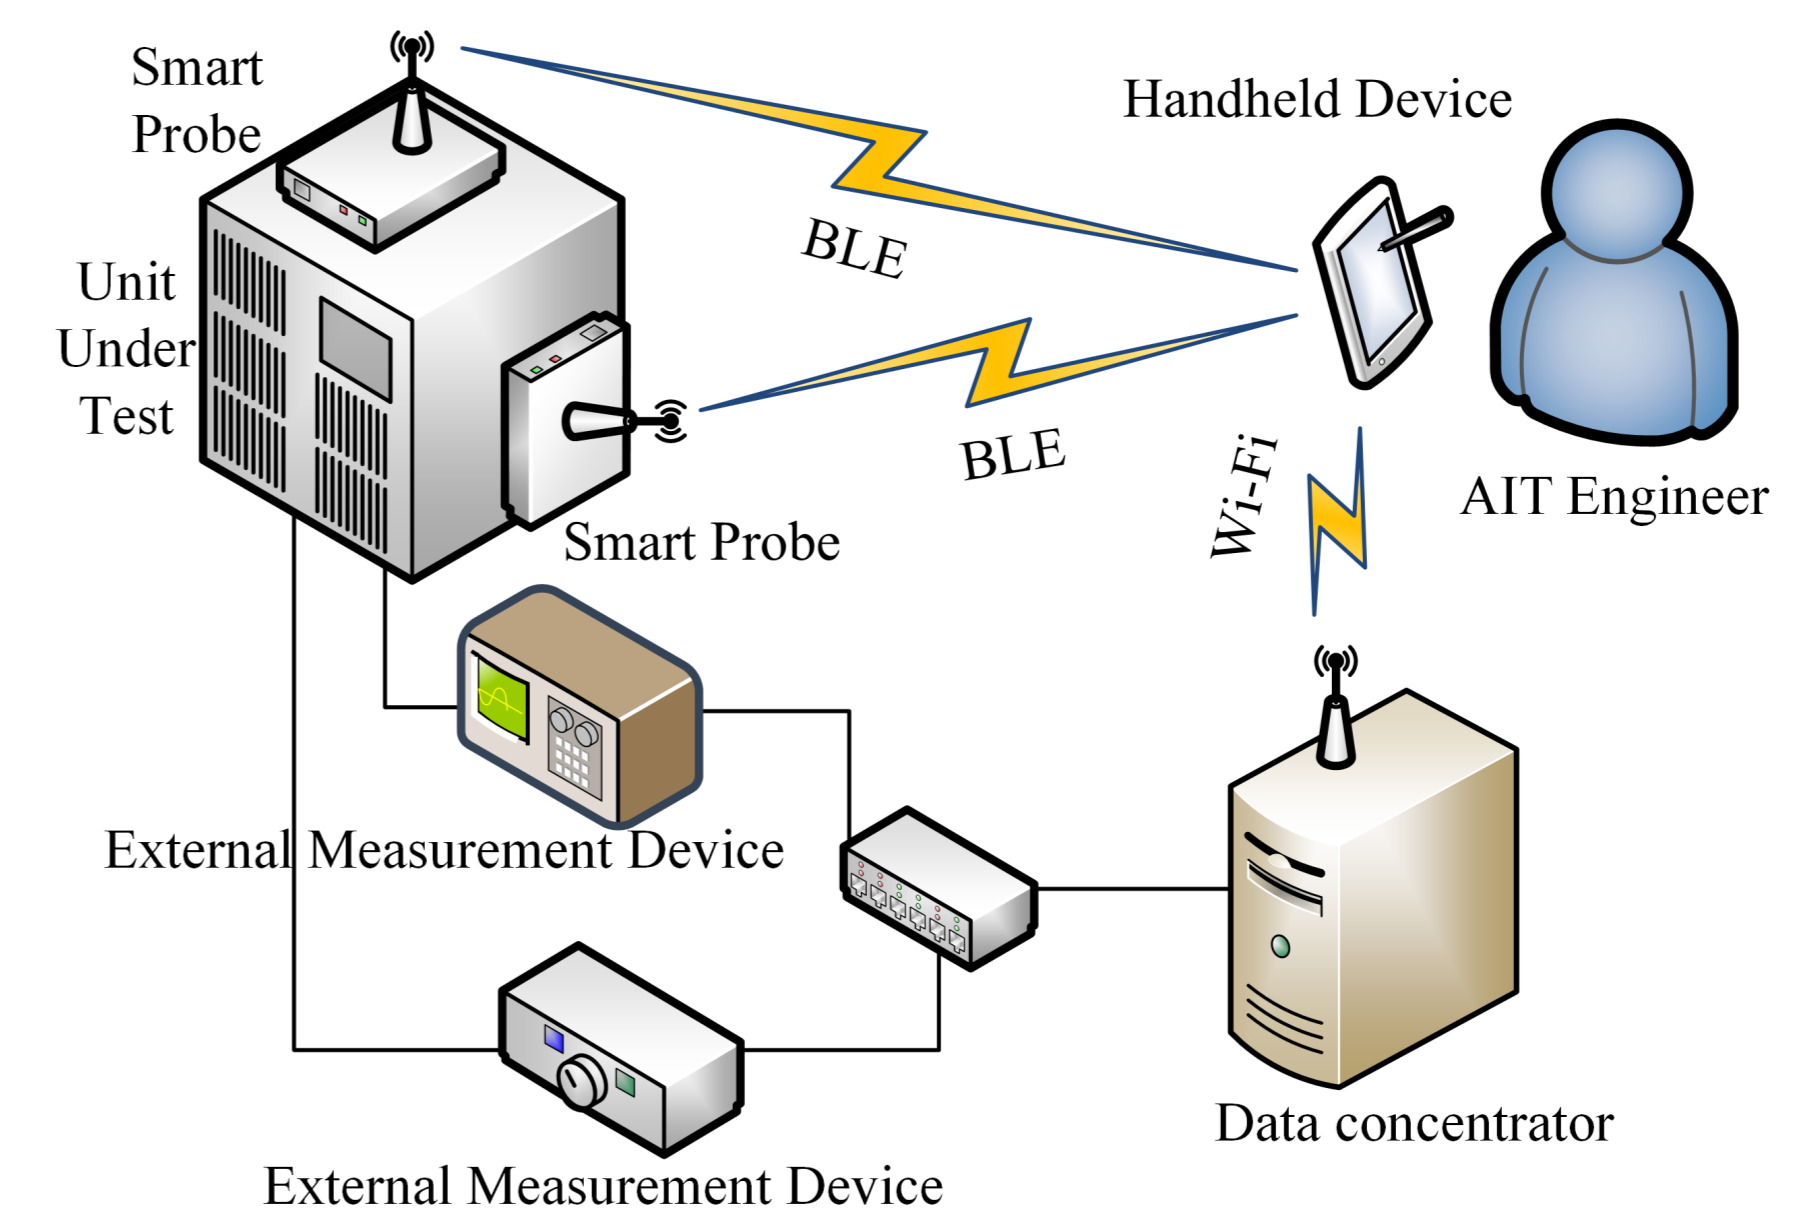 Smart
Probe
Handheld Device
BLE
Unit
Under
Test
BLE
Wi-Fi
AIT Engineer
Smart Probe
External Measurement Device
Data concentrator
External Measurement Device